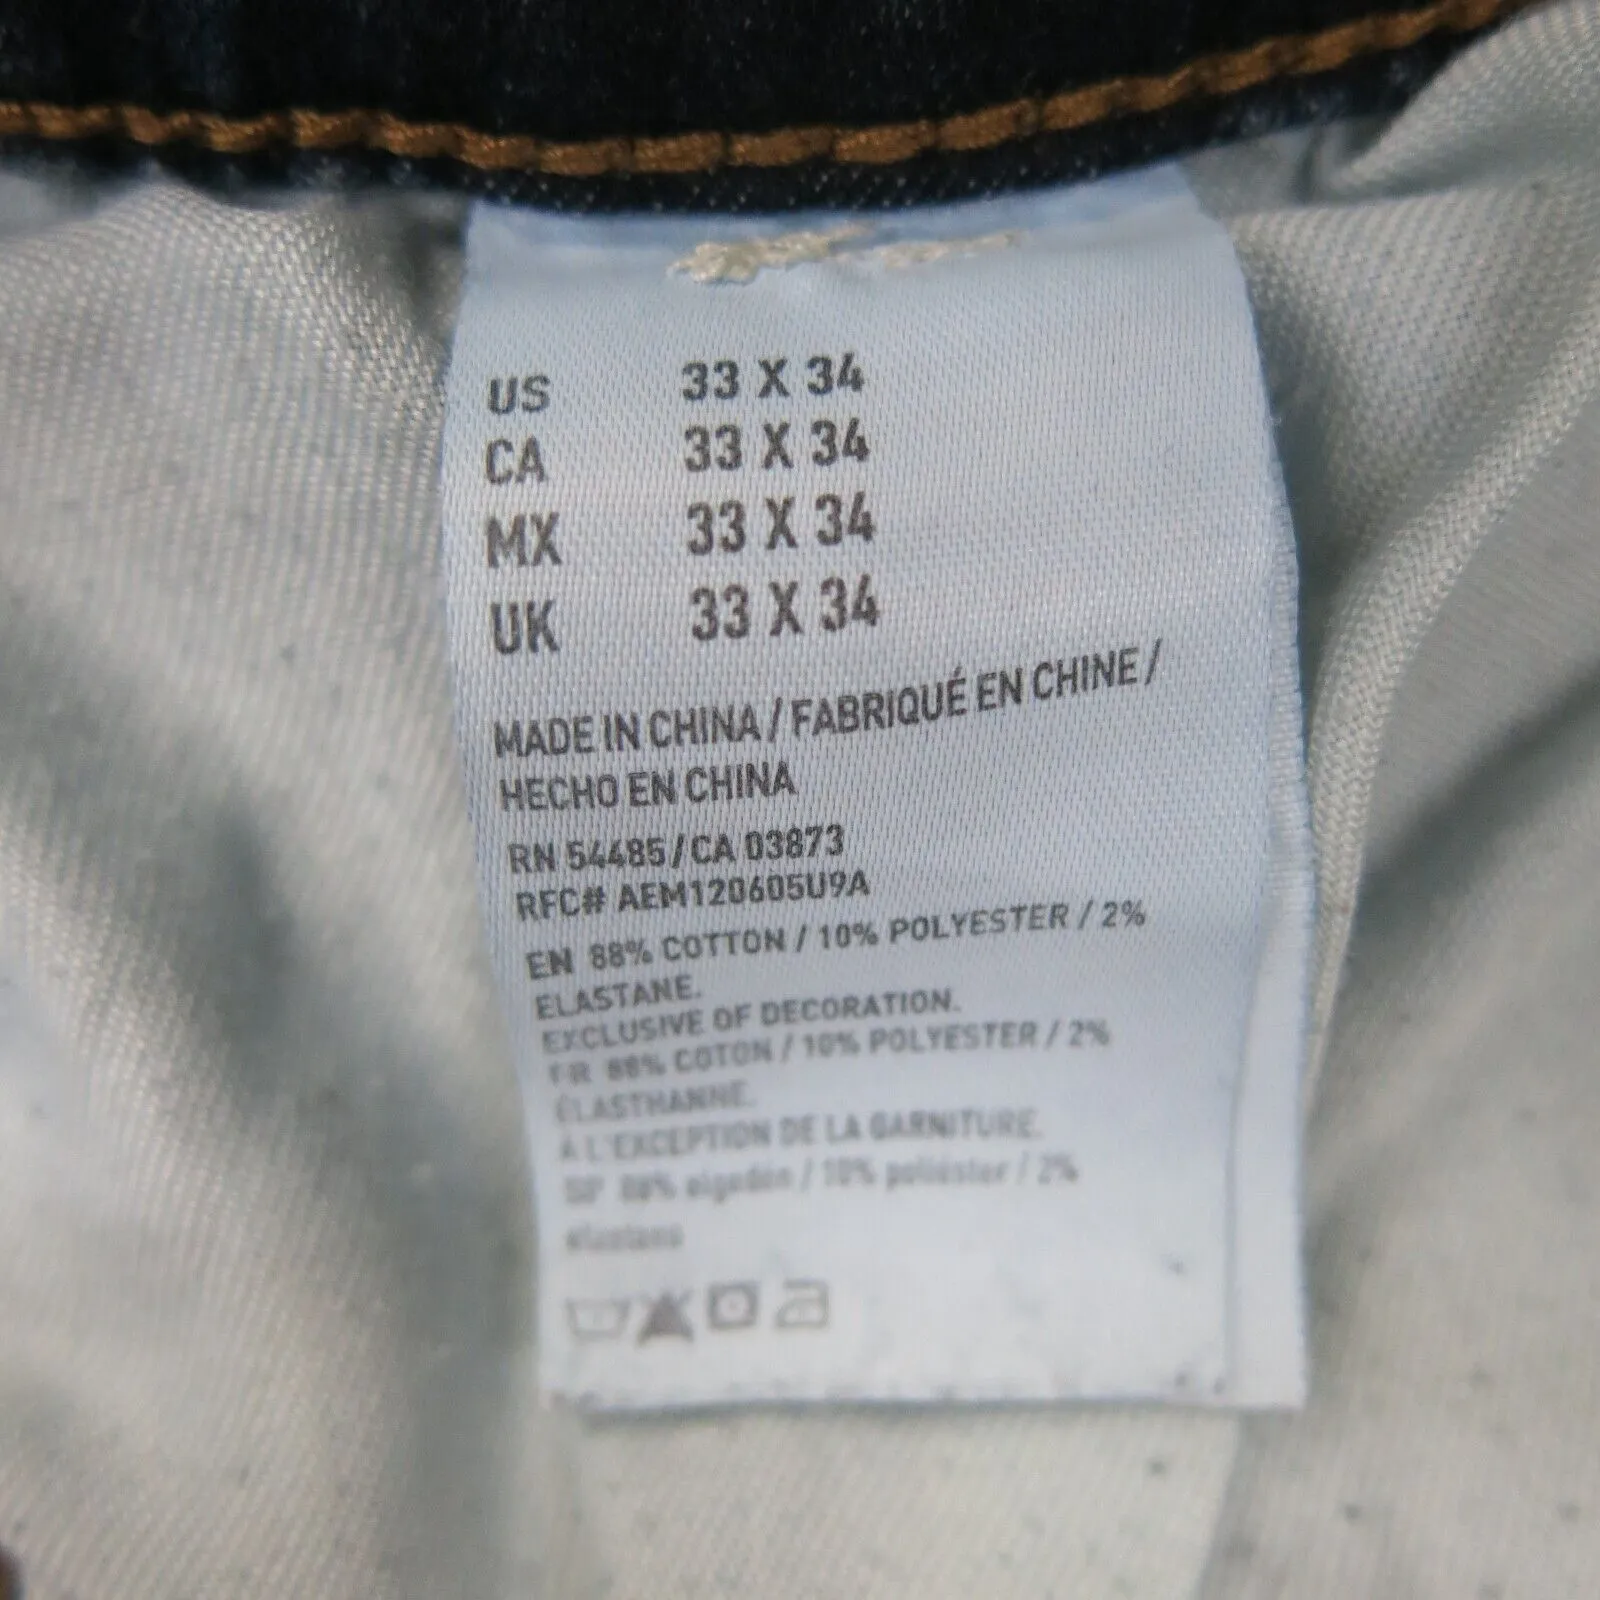 US 33 X 34
CA 33 X 34
MX 33 X 34
UK 33 X 34
MADE IN CHINA / FABRIQUÉ EN CHINE /
HECHO EN CHINA
RN 54485 / CA 03873
RFC# AEM120605U9A
EN 88% COTTON / 10% POLYESTER / 2%
ELASTANE.
EXCLUSIVE OF DECORATION.
FR 88% COTON / 10% POLYESTER / 2%
ÉLASTHANNE.
À L'EXCEPTION DE LA GARNITURE.
88% algodón / 10% poliéster / 2%